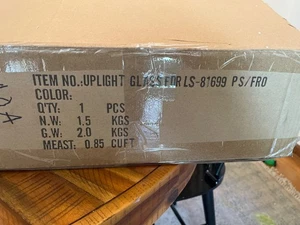 ITEM NO.:UPLIGHT GLASS FOR LS-81699 PS/FRO
COLOR:
Q'TY: 1 PCS
N.W. 1.5 KGS
G.W. 2.0 KGS
MEAST: 0.85 CUFT